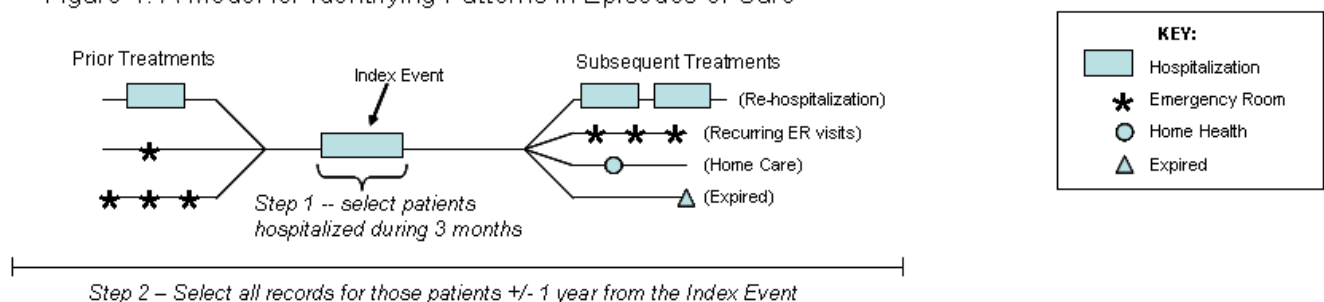 Figure 1. A Model for Identifying Patterns in Episodes of Care
Prior Treatments
Index Event
Subsequent Treatments
(Re-hospitalization)
(Recurring ER visits)
(Home Care)
(Expired)
Step 1 -- select patients
hospitalized during 3 months
Step 2 – Select all records for those patients +/- 1 year from the Index Event
KEY:
Hospitalization
Emergency Room
Home Health
Expired